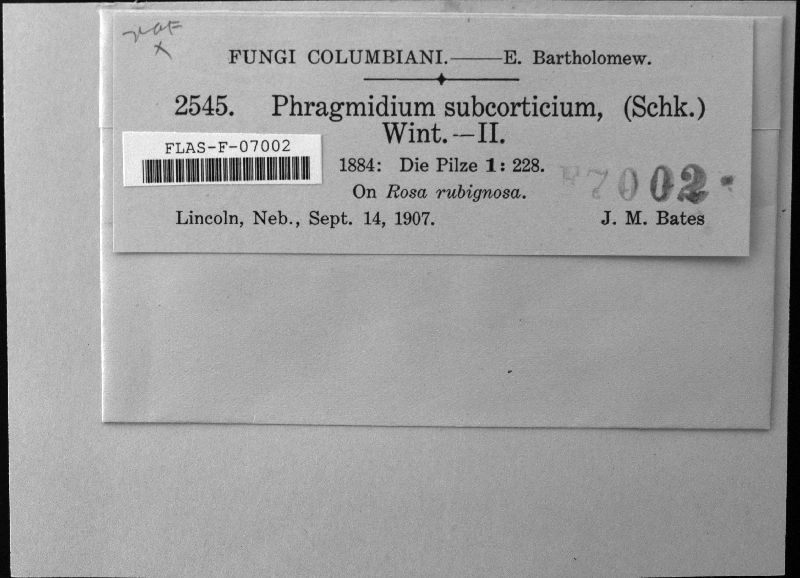 FUNGI COLUMBIANI.——E. Bartholomew.
2545. Phragmidium subcorticium, (Schk.)
Wint.—II.
FLAS-F-07002
1884: Die Pilze 1: 228.
F7002
On Rosa rubignosa.
Lincoln, Neb., Sept. 14, 1907. J. M. Bates